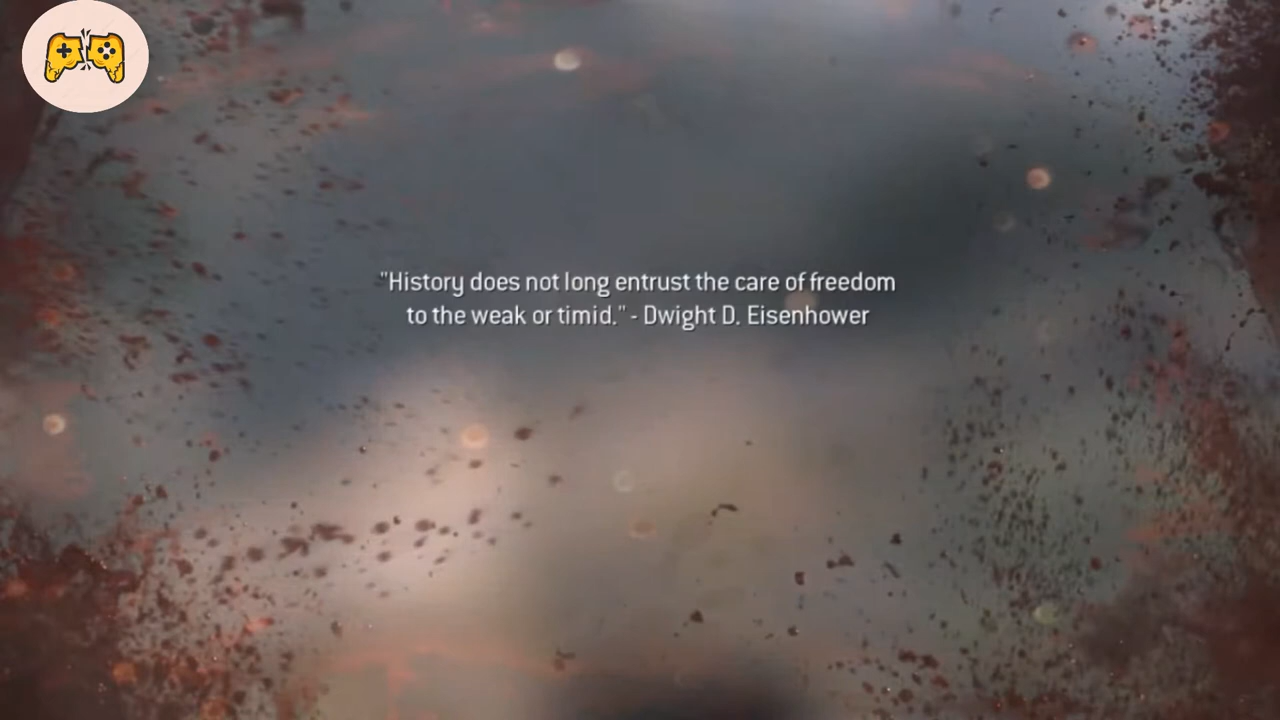 "History does not long entrust the care of freedom
to the weak or timid." - Dwight D. Eisenhower